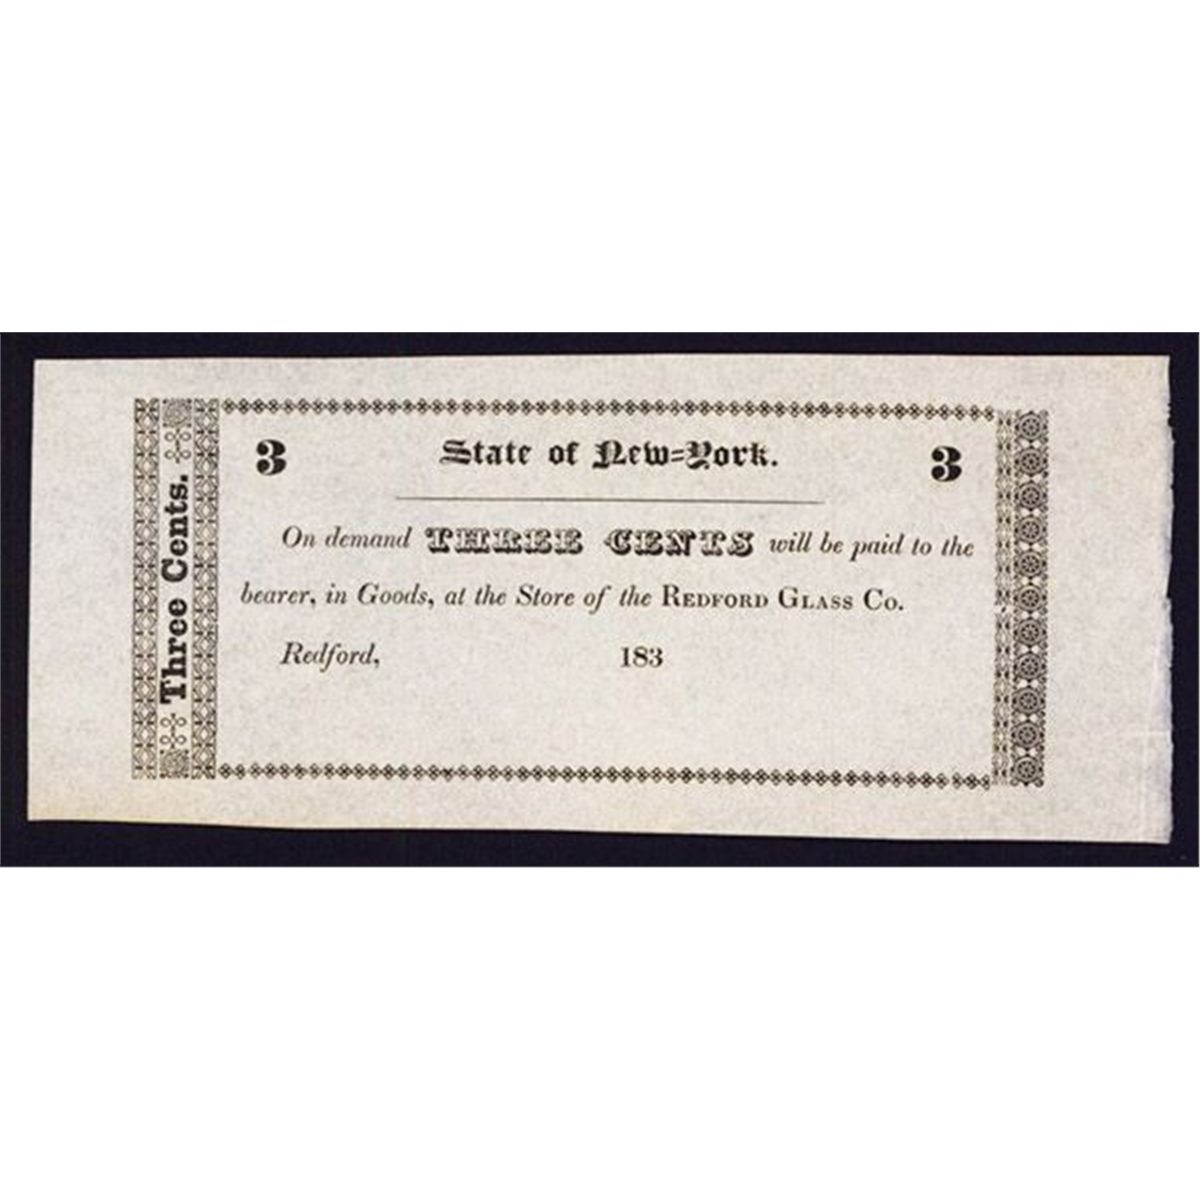 Three Cents.
3 State of New-York. 3
On demand THREE CENTS will be paid to the
bearer, in Goods, at the Store of the REDFORD GLASS CO.
Redford, 183